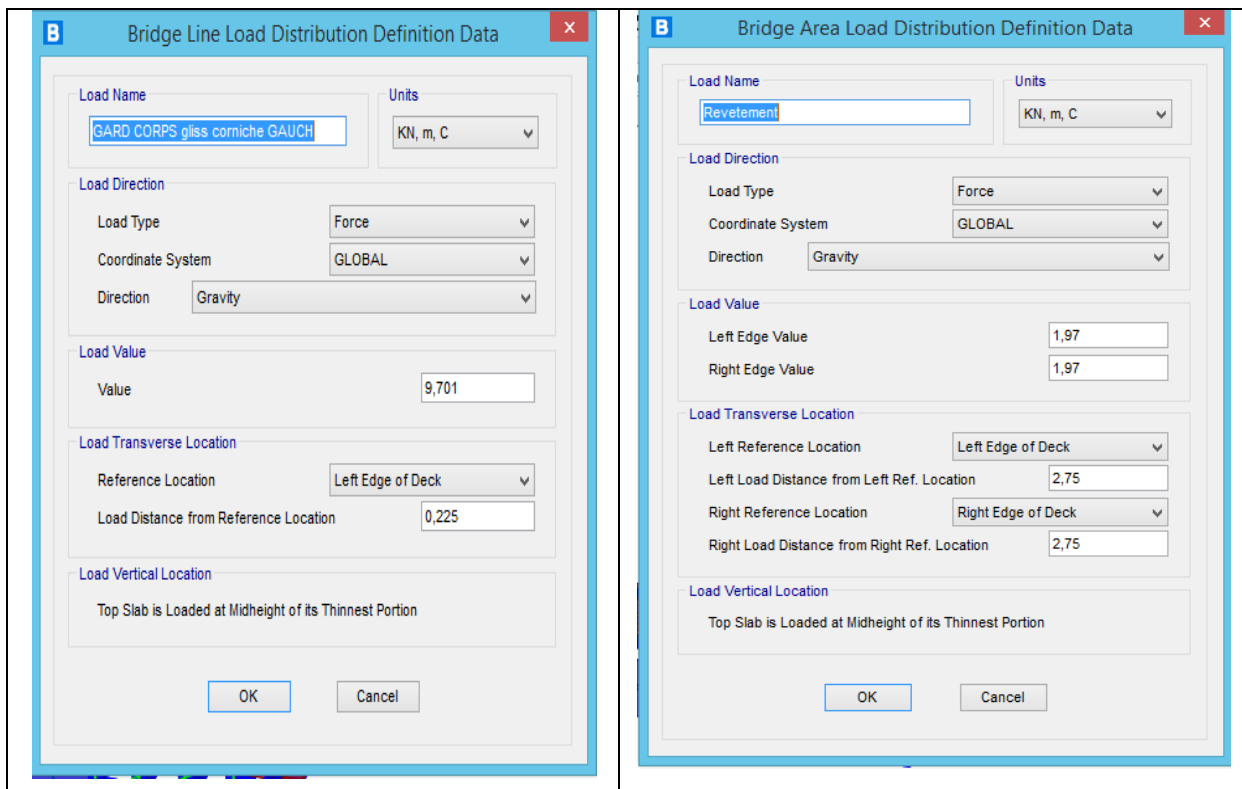 B Bridge Line Load Distribution Definition Data x
Load Name
GARD CORPS gliss corniche GAUCH
Units
KN, m, C
Load Direction
Load Type Force
Coordinate System GLOBAL
Direction Gravity
Load Value
Value 9,701
Load Transverse Location
Reference Location Left Edge of Deck
Load Distance from Reference Location 0,225
Load Vertical Location
Top Slab is Loaded at Midheight of its Thinnest Portion
OK Cancel
B Bridge Area Load Distribution Definition Data x
Load Name
Revetement
Units
KN, m, C
Load Direction
Load Type Force
Coordinate System GLOBAL
Direction Gravity
Load Value
Left Edge Value 1,97
Right Edge Value 1,97
Load Transverse Location
Left Reference Location Left Edge of Deck
Left Load Distance from Left Ref. Location 2,75
Right Reference Location Right Edge of Deck
Right Load Distance from Right Ref. Location 2,75
Load Vertical Location
Top Slab is Loaded at Midheight of its Thinnest Portion
OK Cancel